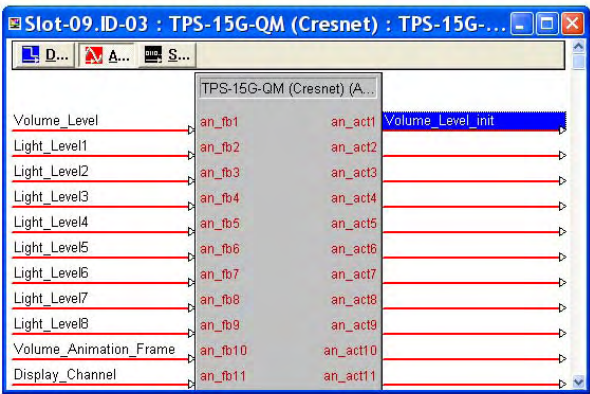 Slot-09.ID-03 : TPS-15G-QM (Cresnet) : TPS-15G-...
D... A... S...
TPS-15G-QM (Cresnet) (A...
Volume_Level an_fb1 an_act1 Volume_Level_init
Light_Level1 an_fb2 an_act2
Light_Level2 an_fb3 an_act3
Light_Level3 an_fb4 an_act4
Light_Level4 an_fb5 an_act5
Light_Level5 an_fb6 an_act6
Light_Level6 an_fb7 an_act7
Light_Level7 an_fb8 an_act8
Light_Level8 an_fb9 an_act9
Volume_Animation_Frame an_fb10 an_act10
Display_Channel an_fb11 an_act11